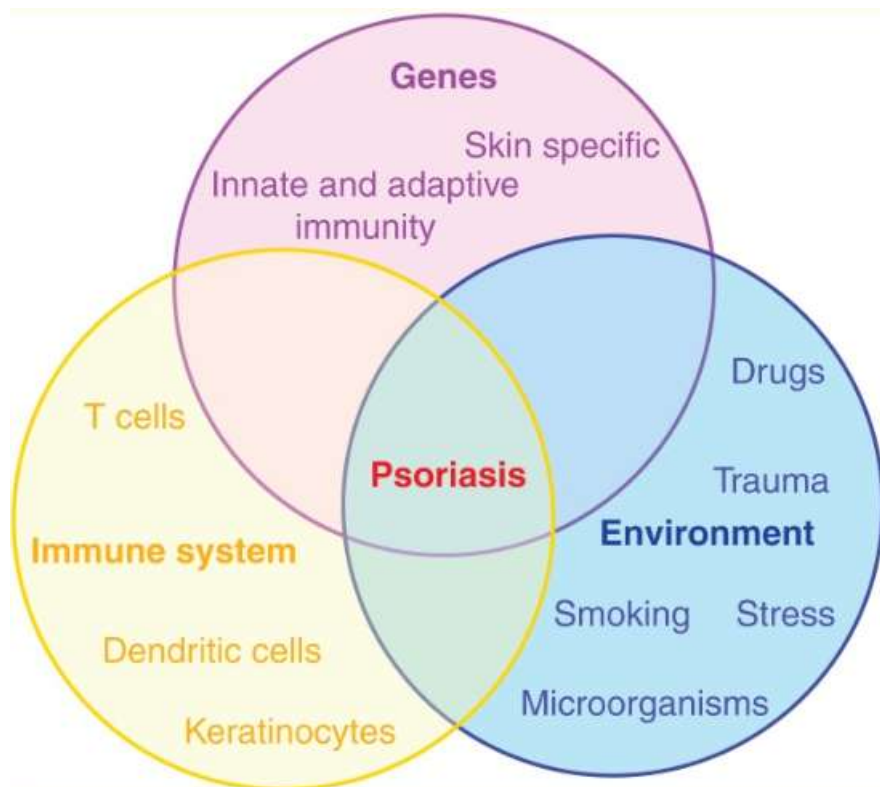 Genes
Skin specific
Innate and adaptive
immunity
Drugs
T cells
Psoriasis
Trauma
Environment
Immune system
Smoking Stress
Dendritic cells
Microorganisms
Keratinocytes